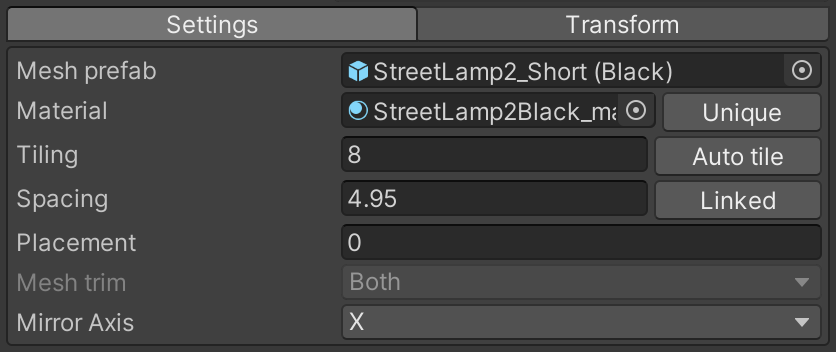 Settings Transform
Mesh prefab StreetLamp2_Short (Black)
Material StreetLamp2Black_ma Unique
Tiling 8 Auto tile
Spacing 4.95 Linked
Placement 0
Mesh trim Both
Mirror Axis X